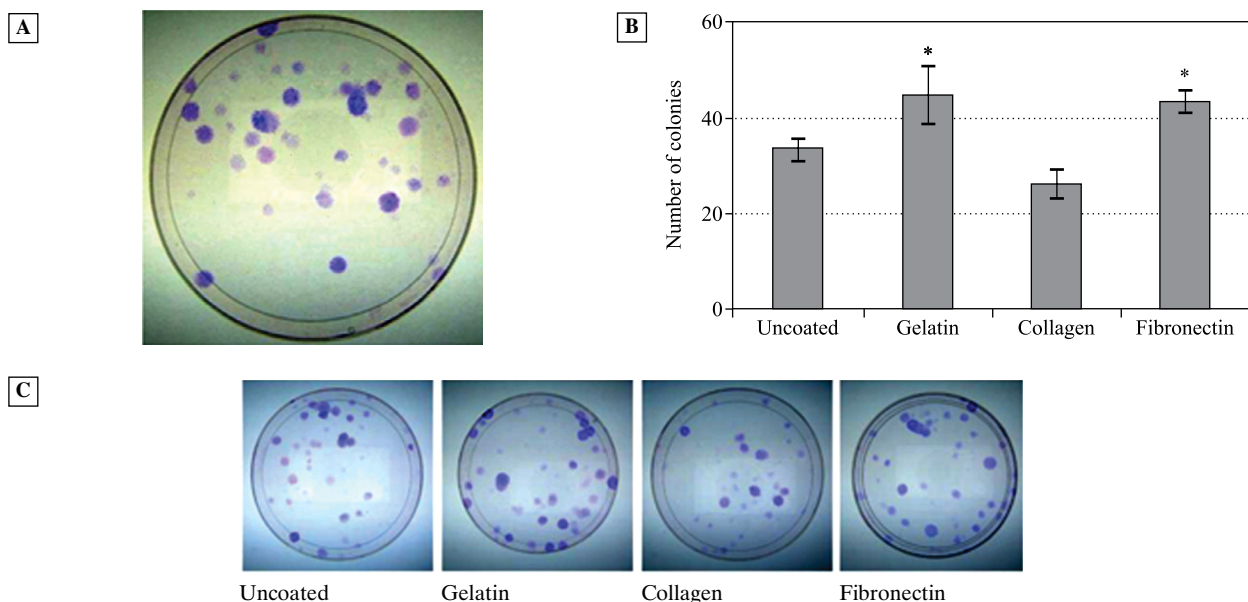 A
B
60
40
20
0
Number of colonies
*
*
Uncoated
Gelatin
Collagen
Fibronectin
C
Uncoated
Gelatin
Collagen
Fibronectin